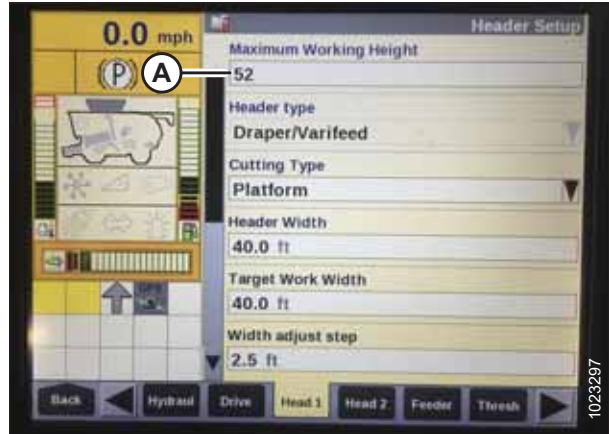 0.0 mph
(P)
A
Header Setup
Maximum Working Height
52
Header type
Draper/Varifeed
Cutting Type
Platform
Header Width
40.0 ft
Target Work Width
40.0 ft
Width adjust step
2.5 ft
Back
Hydraul
Drive
Head 1
Head 2
Feeder
Thresh
1023297